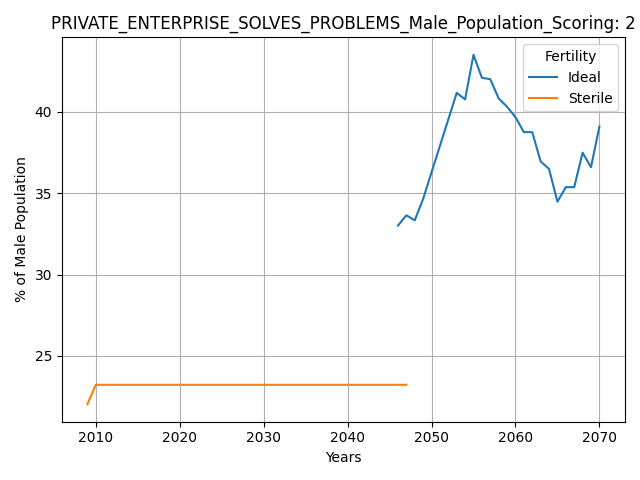 PRIVATE_ENTERPRISE_SOLVES_PROBLEMS_Male_Population_Scoring: 2
Fertility
Ideal
Sterile
% of Male Population
40
35
30
25
2010 2020 2030 2040 2050 2060 2070
Years